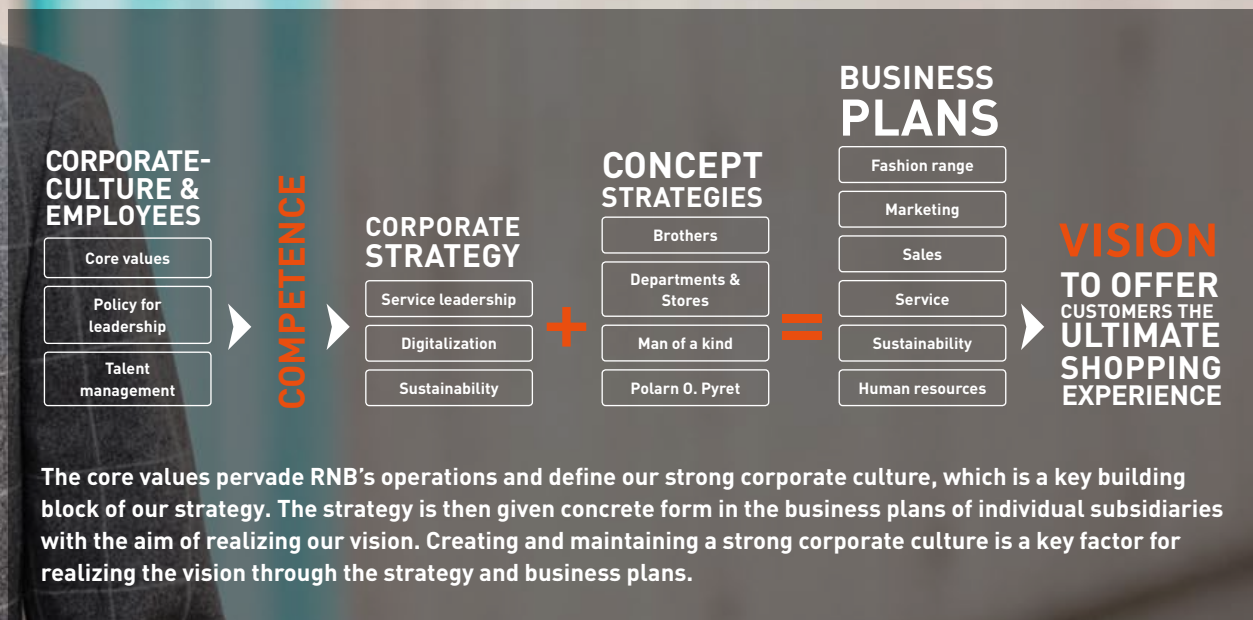 CORPORATE-
CULTURE &
EMPLOYEES
Core values
Policy for
leadership
Talent
management
COMPETENCE
CORPORATE
STRATEGY
Service leadership
Digitalization
Sustainability
+
CONCEPT
STRATEGIES
Brothers
Departments &
Stores
Man of a kind
Polarn O. Pyret
=
BUSINESS
PLANS
Fashion range
Marketing
Sales
Service
Sustainability
Human resources
VISION
TO OFFER
CUSTOMERS THE
ULTIMATE
SHOPPING
EXPERIENCE
The core values pervade RNB's operations and define our strong corporate culture, which is a key building
block of our strategy. The strategy is then given concrete form in the business plans of individual subsidiaries
with the aim of realizing our vision. Creating and maintaining a strong corporate culture is a key factor for
realizing the vision through the strategy and business plans.